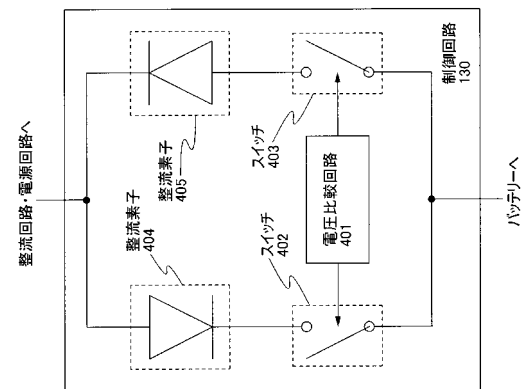 整流回路・電源回路へ
整流素子
404
整流素子
405
スイッチ
402
スイッチ
403
電圧比較回路
401
制御回路
130
バッテリーへ